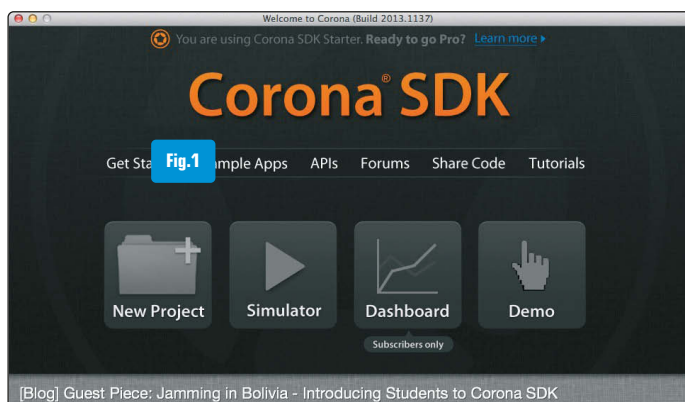 Welcome to Corona (Build 2013.1137)
You are using Corona SDK Starter. Ready to go Pro? Learn more
Corona® SDK
Get Sta Fig.1 mple Apps APIs Forums Share Code Tutorials
New Project Simulator Dashboard Demo
Subscribers only
[Blog] Guest Piece: Jamming in Bolivia - Introducing Students to Corona SDK